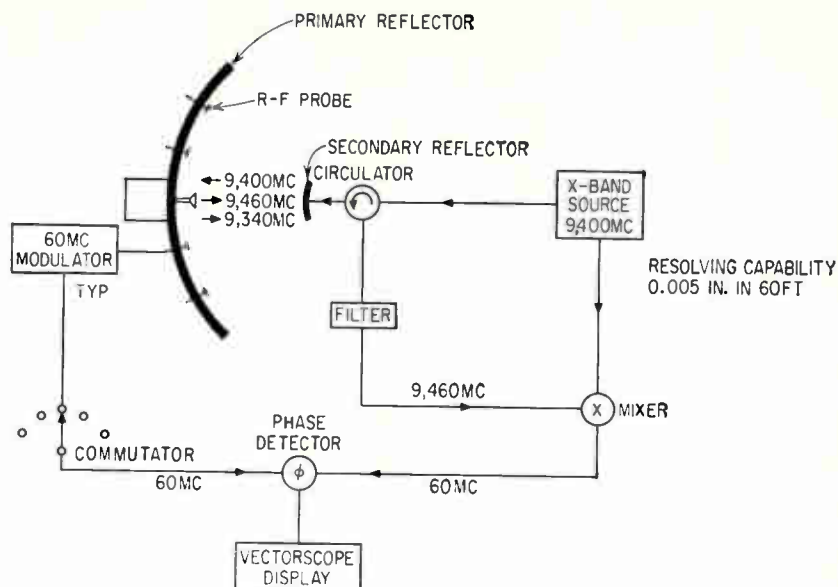 PRIMARY REFLECTOR
R-F PROBE
SECONDARY REFLECTOR
CIRCULATOR
9,400MC
9,460MC
9,340MC
X-BAND
SOURCE
9,400MC
60MC
MODULATOR
TYP
RESOLVING CAPABILITY
0.005 IN. IN 60FT
FILTER
9,460MC
X
MIXER
PHASE
DETECTOR
COMMUTATOR
ϕ
60MC
60MC
VECTORSCOPE
DISPLAY